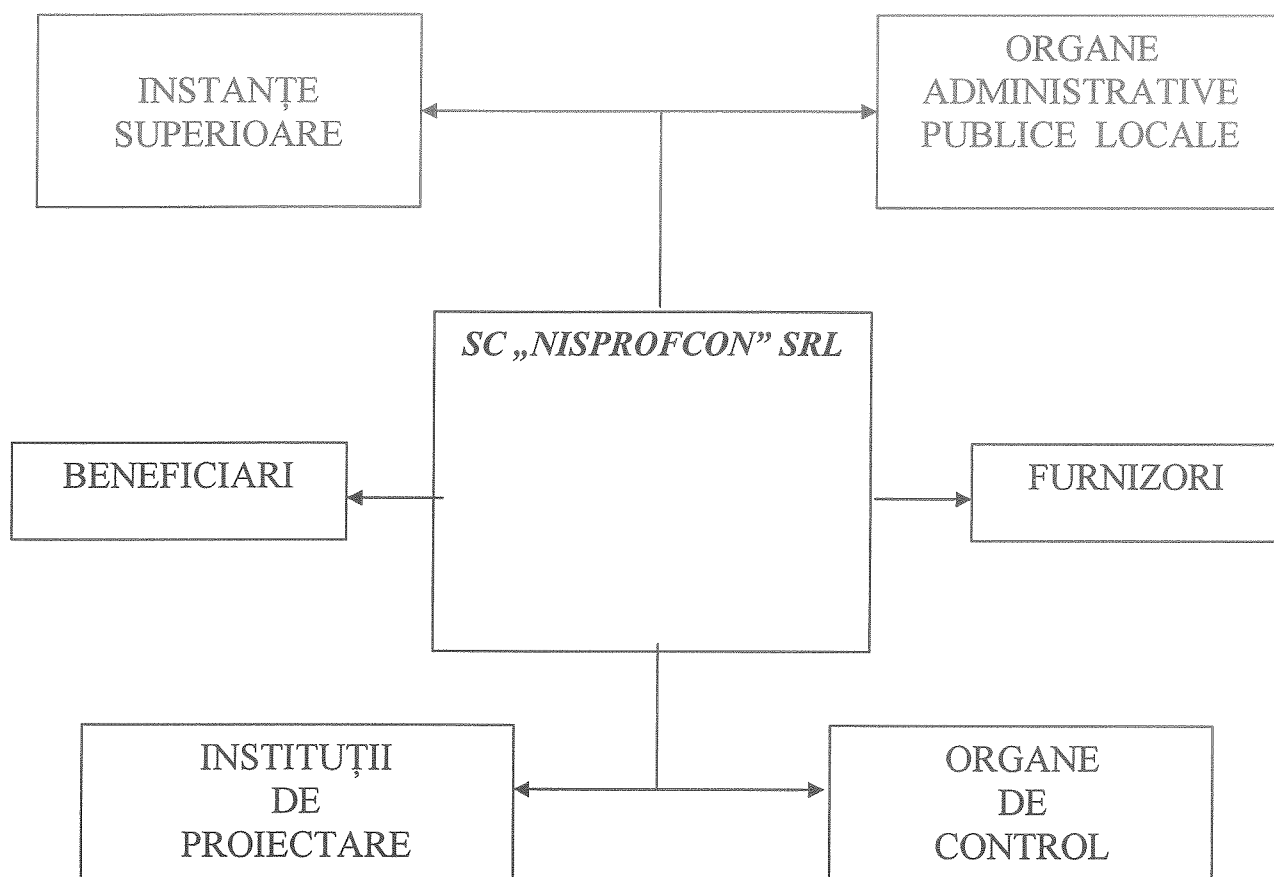 INSTANȚE
SUPERIOARE
ORGANE
ADMINISTRATIVE
PUBLICE LOCALE
SC „NISPROFCON” SRL
BENEFICIARI
FURNIZORI
INSTITUȚII
DE
PROIECTARE
ORGANE
DE
CONTROL